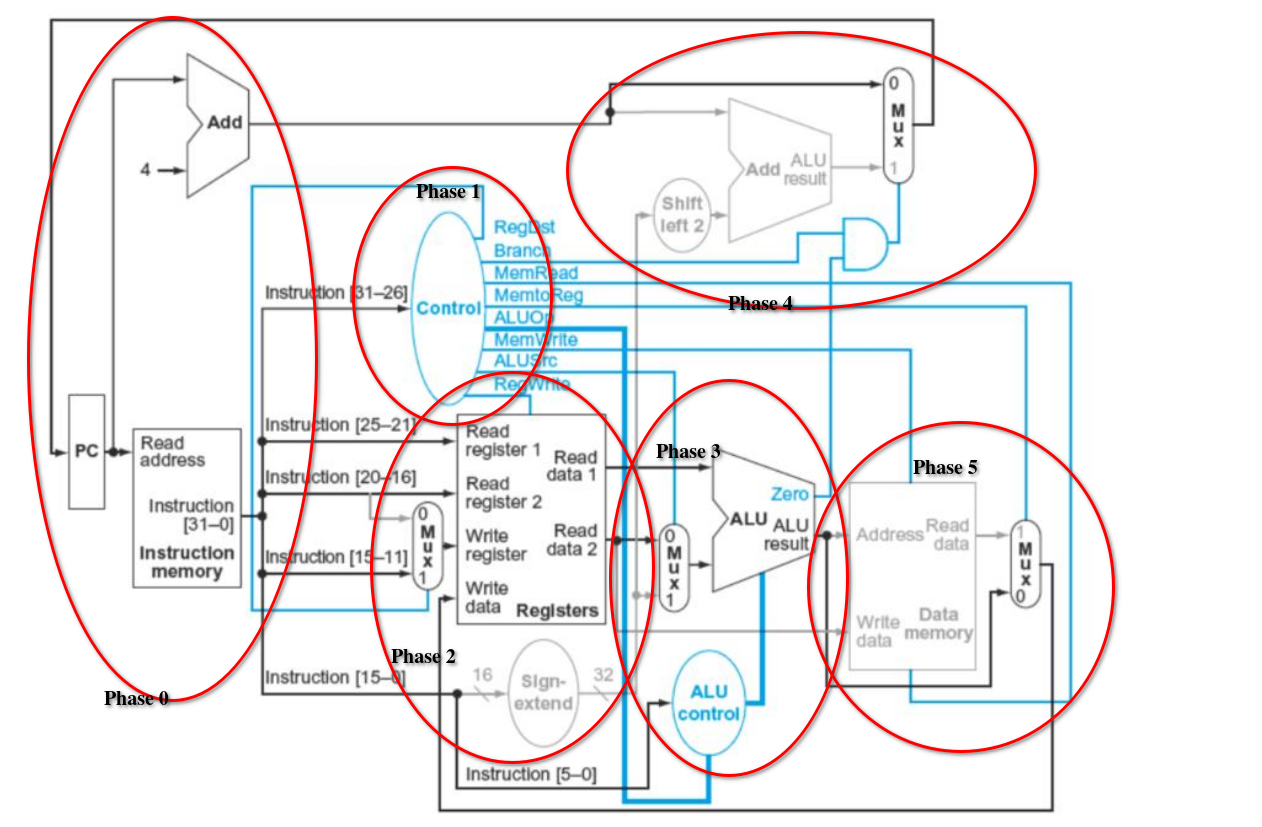 Add
4
0
M
u
x
1
Add
ALU
result
Shift
left 2
Phase 1
RegDst
Branch
MemRead
MemtoReg
ALUOp
MemWrite
ALUSrc
RegWrite
Control
Phase 4
Instruction [31–26]
Instruction [25–21]
Instruction [20–16]
Instruction [15–11]
Instruction [15–0]
PC
Read
address
Instruction
[31–0]
Instruction
memory
Phase 0
0
M
u
x
1
Read
register 1
Read
register 2
Write
register
Write
data
Read
data 1
Read
data 2
Registers
Phase 2
16
Sign-
extend
32
Instruction [5–0]
Phase 3
0
M
u
x
1
Zero
ALU
ALU
result
ALU
control
Phase 5
Address
Read
data
Write
data
Data
memory
1
M
u
x
0